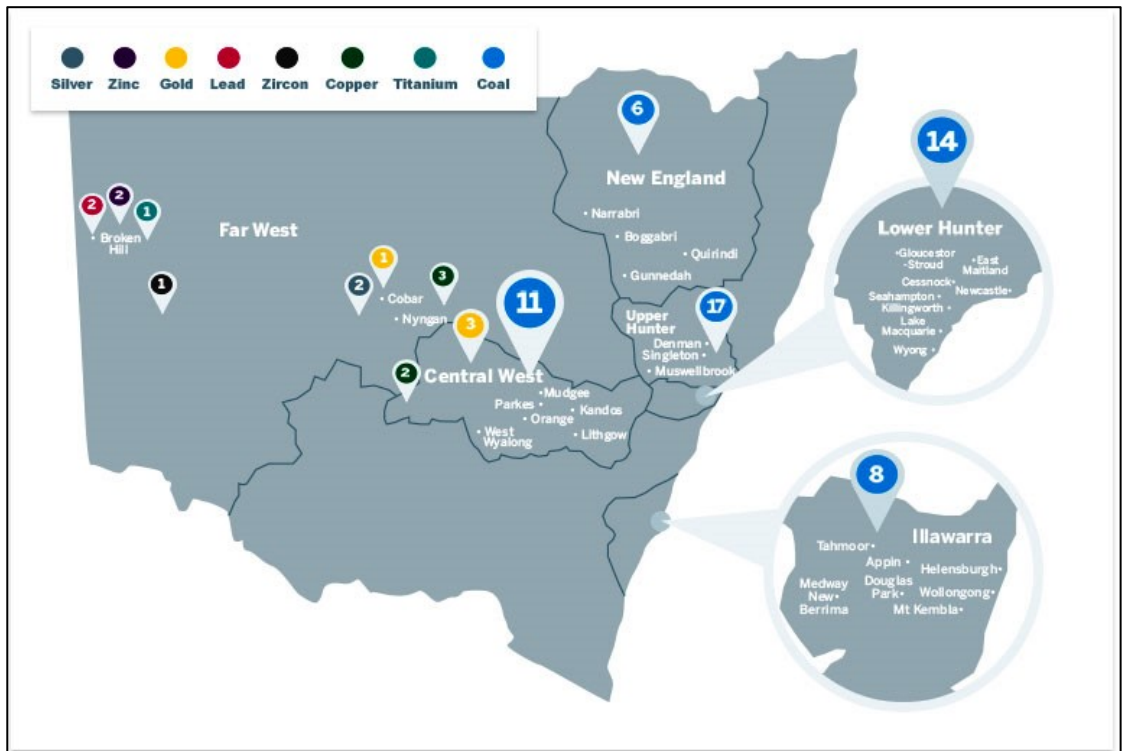 Silver Zinc Gold Lead Zircon Copper Titanium Coal
6
New England
Narrabri
Boggabri
Quirindi
Gunnedah
14
Lower Hunter
Gloucestor
-Stroud
East
Maitland
Cessnock
Newcastle
Seahampton
Killingworth
Lake
Macquarie
Wyong
2
2
1
Broken
Hill
Far West
1
1
2
3
Cobar
Nyngan
3
11
17
Upper
Hunter
Denman
Singleton
Muswellbrook
2
Central West
Mudgee
Parkes
Kandos
Orange
West
Wyalong
Lithgow
8
Illawarra
Tahmoor
Appin
Helensburgh
Medway
New
Berrima
Douglas
Park
Wollongong
Mt Kembla